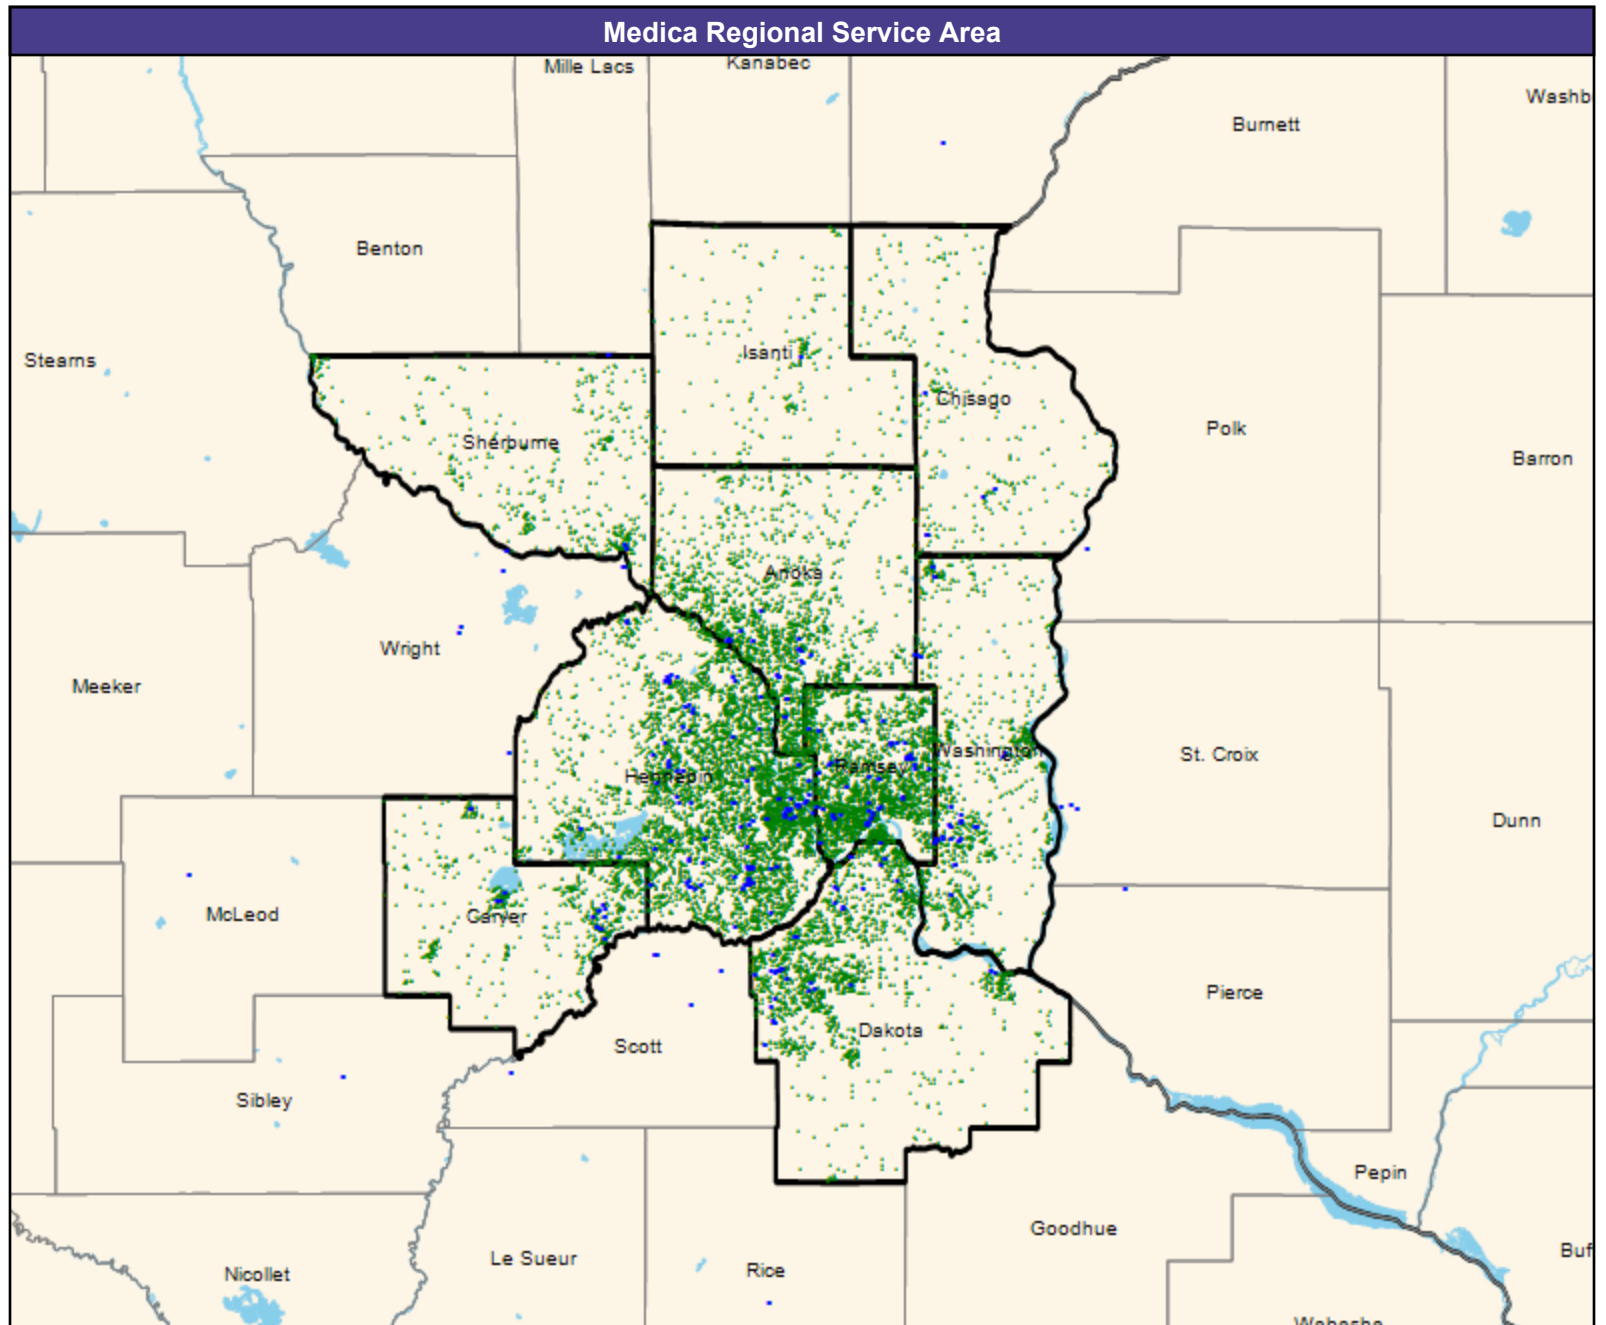 Medica Regional Service Area
Mille Lacs
Kanabec
Washb
Burnett
Benton
Stearns
Isanti
Chisago
Sherburne
Polk
Barron
Anoka
Wright
Meeker
Washington
St. Croix
Hennepin
Ramsey
Dunn
McLeod
Carver
Pierce
Dakota
Scott
Sibley
Pepin
Goodhue
Buf
Le Sueur
Rice
Nicollet